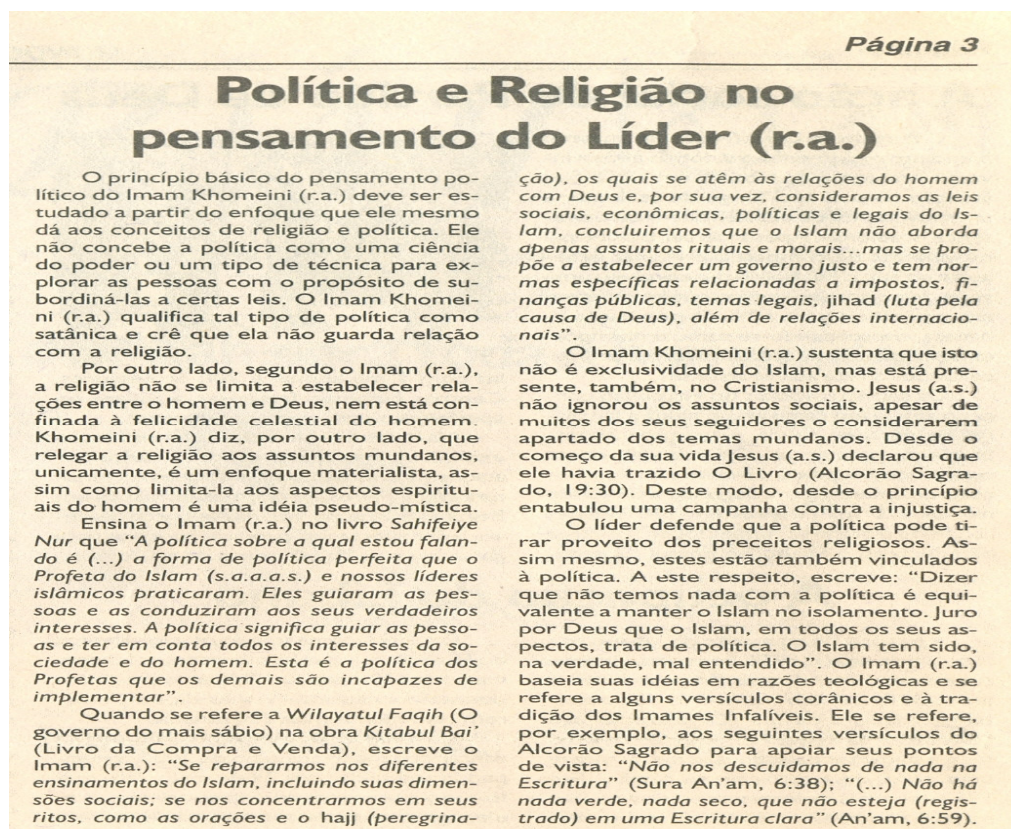 Página 3
Política e Religião no
pensamento do Líder (r.a.)
O princípio básico do pensamento po-
lítico do Imam Khomeini (r.a.) deve ser es-
tudado a partir do enfoque que ele mesmo
dá aos conceitos de religião e política. Ele
não concebe a política como uma ciência
do poder ou um tipo de técnica para ex-
plorar as pessoas com o propósito de su-
bordiná-las a certas leis. O Imam Khomei-
ni (r.a.) qualifica tal tipo de política como
satânica e crê que ela não guarda relação
com a religião.
Por outro lado, segundo o Imam (r.a.),
a religião não se limita a estabelecer rela-
ções entre o homem e Deus, nem está con-
finada à felicidade celestial do homem.
Khomeini (r.a.) diz, por outro lado, que
relegar a religião aos assuntos mundanos,
unicamente, é um enfoque materialista, as-
sim como limita-la aos aspectos espiritu-
ais do homem é uma idéia pseudo-mística.
Ensina o Imam (r.a.) no livro Sahifeiye
Nur que “A política sobre a qual estou falan-
do é (...) a forma de política perfeita que o
Profeta do Islam (s.a.a.a.s.) e nossos líderes
islâmicos praticaram. Eles guiaram as pes-
soas e as conduziram aos seus verdadeiros
interesses. A política significa guiar as pesso-
as e ter em conta todos os interesses da so-
ciedade e do homem. Esta é a política dos
Profetas que os demais são incapazes de
implementar”.
Quando se refere a Wilayatul Faqih (O
governo do mais sábio) na obra Kitabul Bai’
(Livro da Compra e Venda), escreve o
Imam (r.a.): “Se repararmos nos diferentes
ensinamentos do Islam, incluindo suas dimen-
sões sociais; se nos concentrarmos em seus
ritos, como as orações e o hajj (peregrina-
ção), os quais se atêm às relações do homem
com Deus e, por sua vez, consideramos as leis
sociais, econômicas, políticas e legais do Is-
lam, concluiremos que o Islam não aborda
apenas assuntos rituais e morais...mas se pro-
põe a estabelecer um governo justo e tem nor-
mas específicas relacionadas a impostos, fi-
nanças públicas, temas legais, jihad (luta pela
causa de Deus), além de relações internacio-
nais”.
O Imam Khomeini (r.a.) sustenta que isto
não é exclusividade do Islam, mas está pre-
sente, também, no Cristianismo. Jesus (a.s.)
não ignorou os assuntos sociais, apesar de
muitos dos seus seguidores o considerarem
apartado dos temas mundanos. Desde o
começo da sua vida Jesus (a.s.) declarou que
ele havia trazido O Livro (Alcorão Sagra-
do, 19:30). Deste modo, desde o princípio
entabulou uma campanha contra a injustiça.
O líder defende que a política pode ti-
rar proveito dos preceitos religiosos. As-
sim mesmo, estes estão também vinculados
à política. A este respeito, escreve: “Dizer
que não temos nada com a política é equi-
valente a manter o Islam no isolamento. Juro
por Deus que o Islam, em todos os seus as-
pectos, trata de política. O Islam tem sido,
na verdade, mal entendido”. O Imam (r.a.)
baseia suas idéias em razões teológicas e se
refere a alguns versículos corânicos e à tra-
dição dos Imames Infalíveis. Ele se refere,
por exemplo, aos seguintes versículos do
Alcorão Sagrado para apoiar seus pontos
de vista: “Não nos descuidamos de nada na
Escritura” (Sura An’am, 6:38); “(...) Não há
nada verde, nada seco, que não esteja (regis-
trado) em uma Escritura clara” (An’am, 6:59).